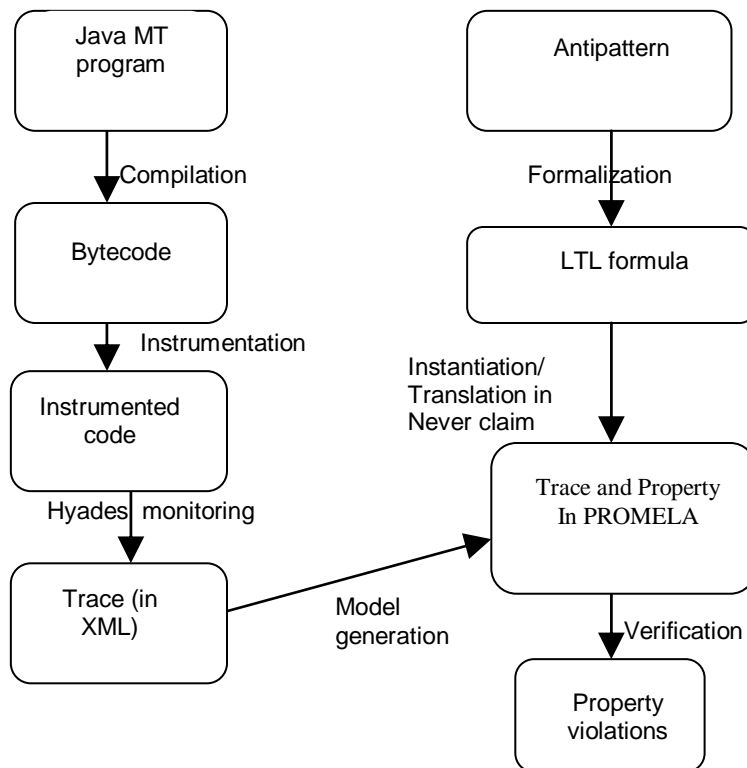 Java MT
program
Antipattern
Compilation
Formalization
Bytecode
LTL formula
Instrumentation
Instantiation/
Translation in
Never claim
Instrumented
code
Trace and Property
In PROMELA
Hyades monitoring
Trace (in
XML)
Model
generation
Verification
Property
violations